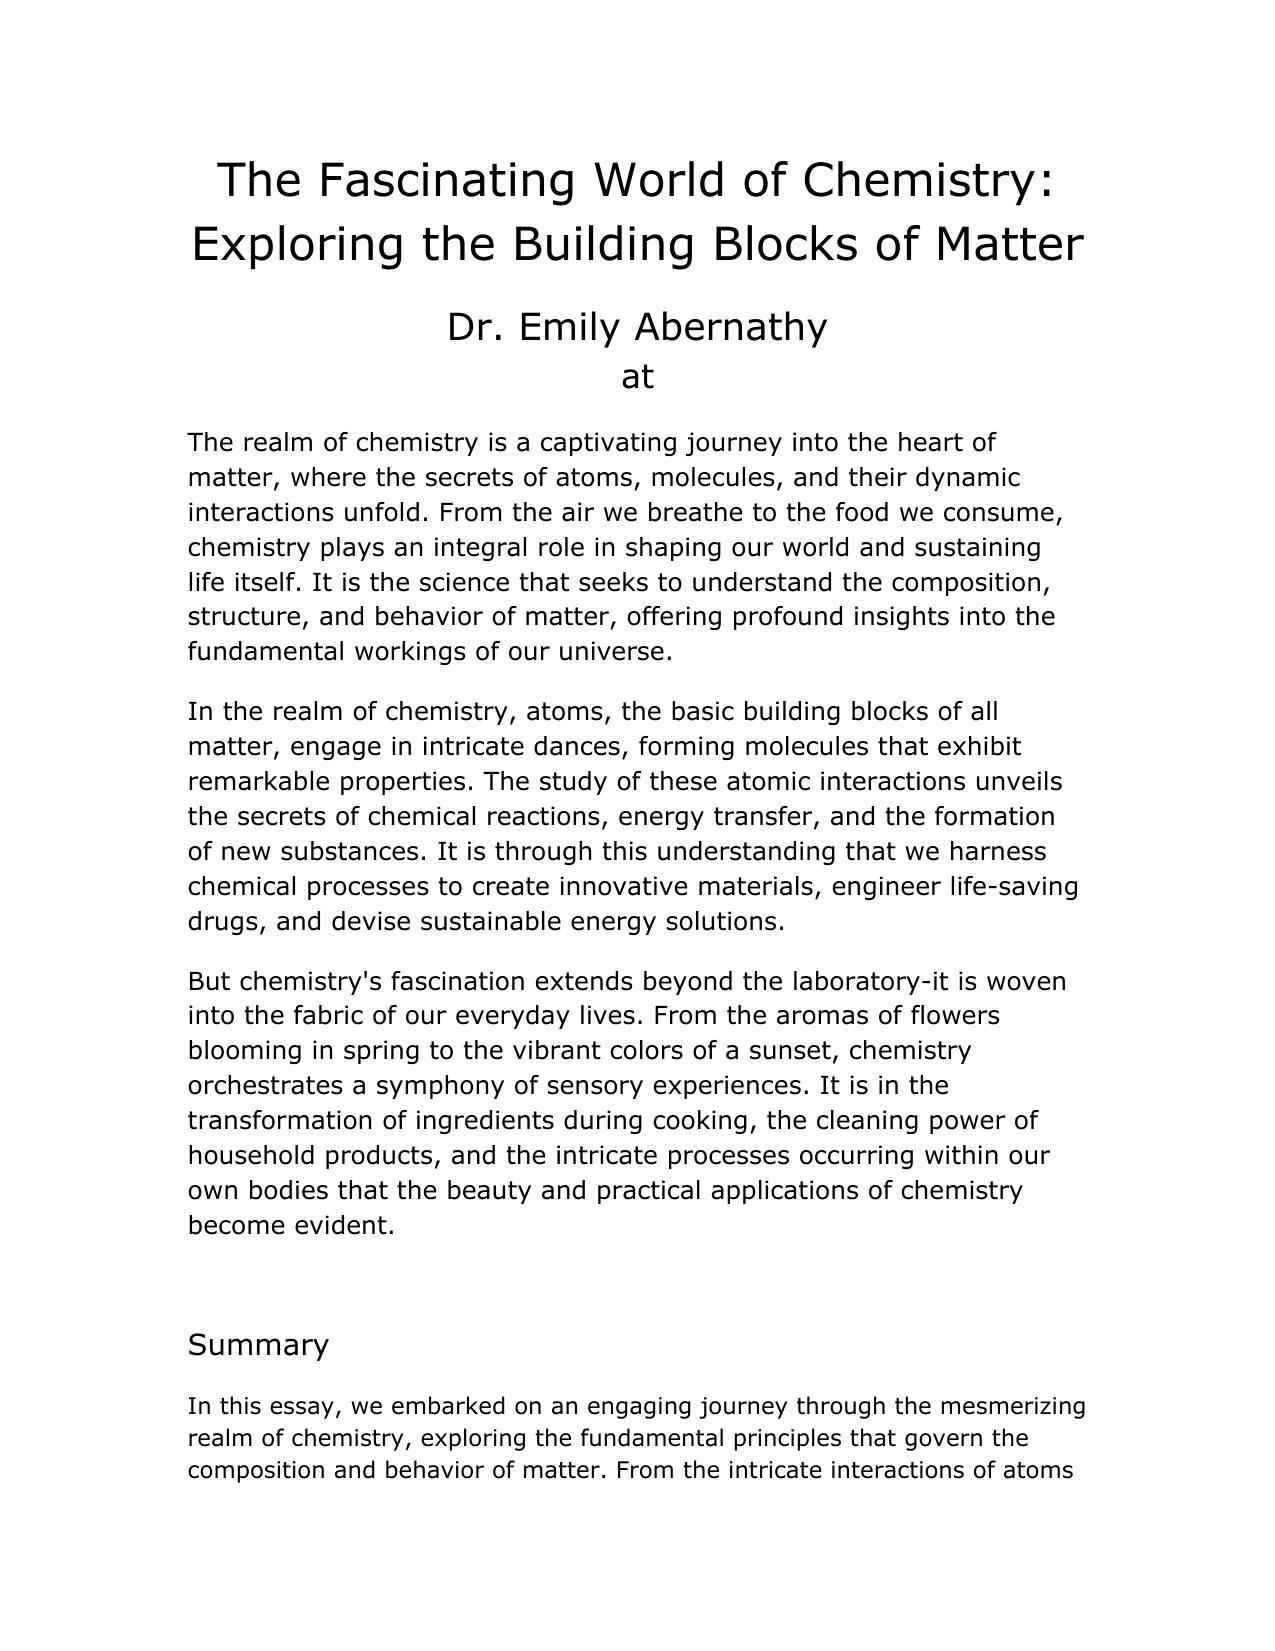 The Fascinating World of Chemistry:
Exploring the Building Blocks of Matter
Dr. Emily Abernathy
at
The realm of chemistry is a captivating journey into the heart of
matter, where the secrets of atoms, molecules, and their dynamic
interactions unfold. From the air we breathe to the food we consume,
chemistry plays an integral role in shaping our world and sustaining
life itself. It is the science that seeks to understand the composition,
structure, and behavior of matter, offering profound insights into the
fundamental workings of our universe.
In the realm of chemistry, atoms, the basic building blocks of all
matter, engage in intricate dances, forming molecules that exhibit
remarkable properties. The study of these atomic interactions unveils
the secrets of chemical reactions, energy transfer, and the formation
of new substances. It is through this understanding that we harness
chemical processes to create innovative materials, engineer life-saving
drugs, and devise sustainable energy solutions.
But chemistry's fascination extends beyond the laboratory-it is woven
into the fabric of our everyday lives. From the aromas of flowers
blooming in spring to the vibrant colors of a sunset, chemistry
orchestrates a symphony of sensory experiences. It is in the
transformation of ingredients during cooking, the cleaning power of
household products, and the intricate processes occurring within our
own bodies that the beauty and practical applications of chemistry
become evident.
Summary
In this essay, we embarked on an engaging journey through the mesmerizing
realm of chemistry, exploring the fundamental principles that govern the
composition and behavior of matter. From the intricate interactions of atoms